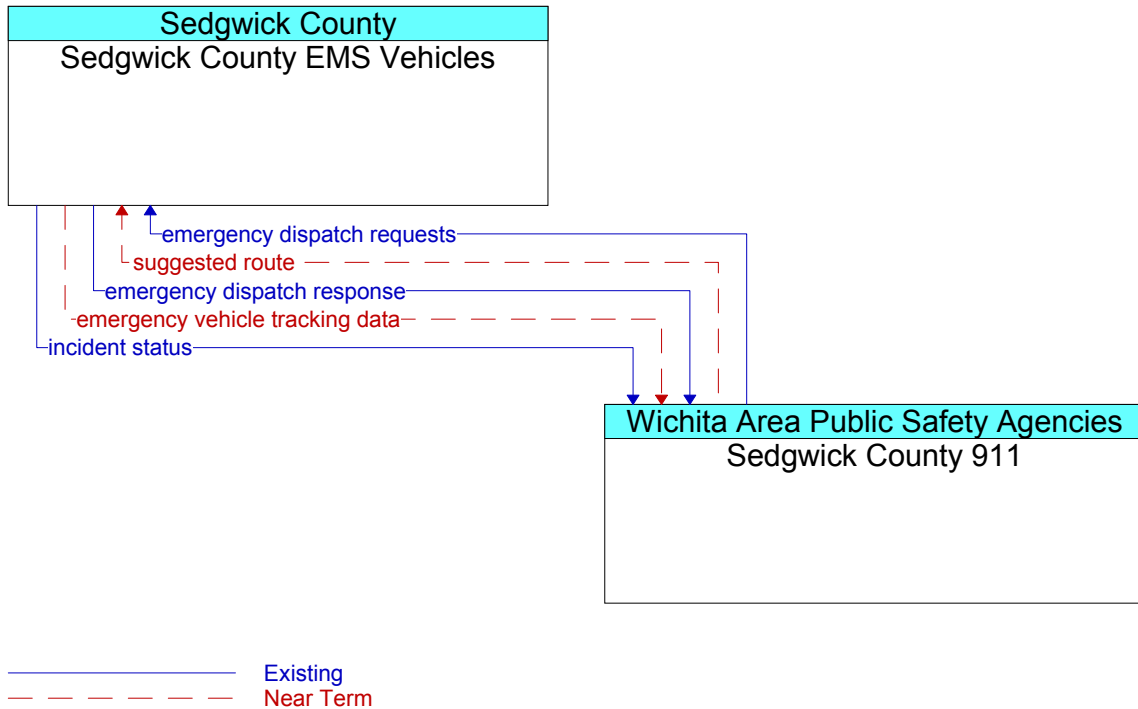 Sedgwick County
Sedgwick County EMS Vehicles
emergency dispatch requests
suggested route
emergency dispatch response
emergency vehicle tracking data
incident status
Wichita Area Public Safety Agencies
Sedgwick County 911
Existing
Near Term